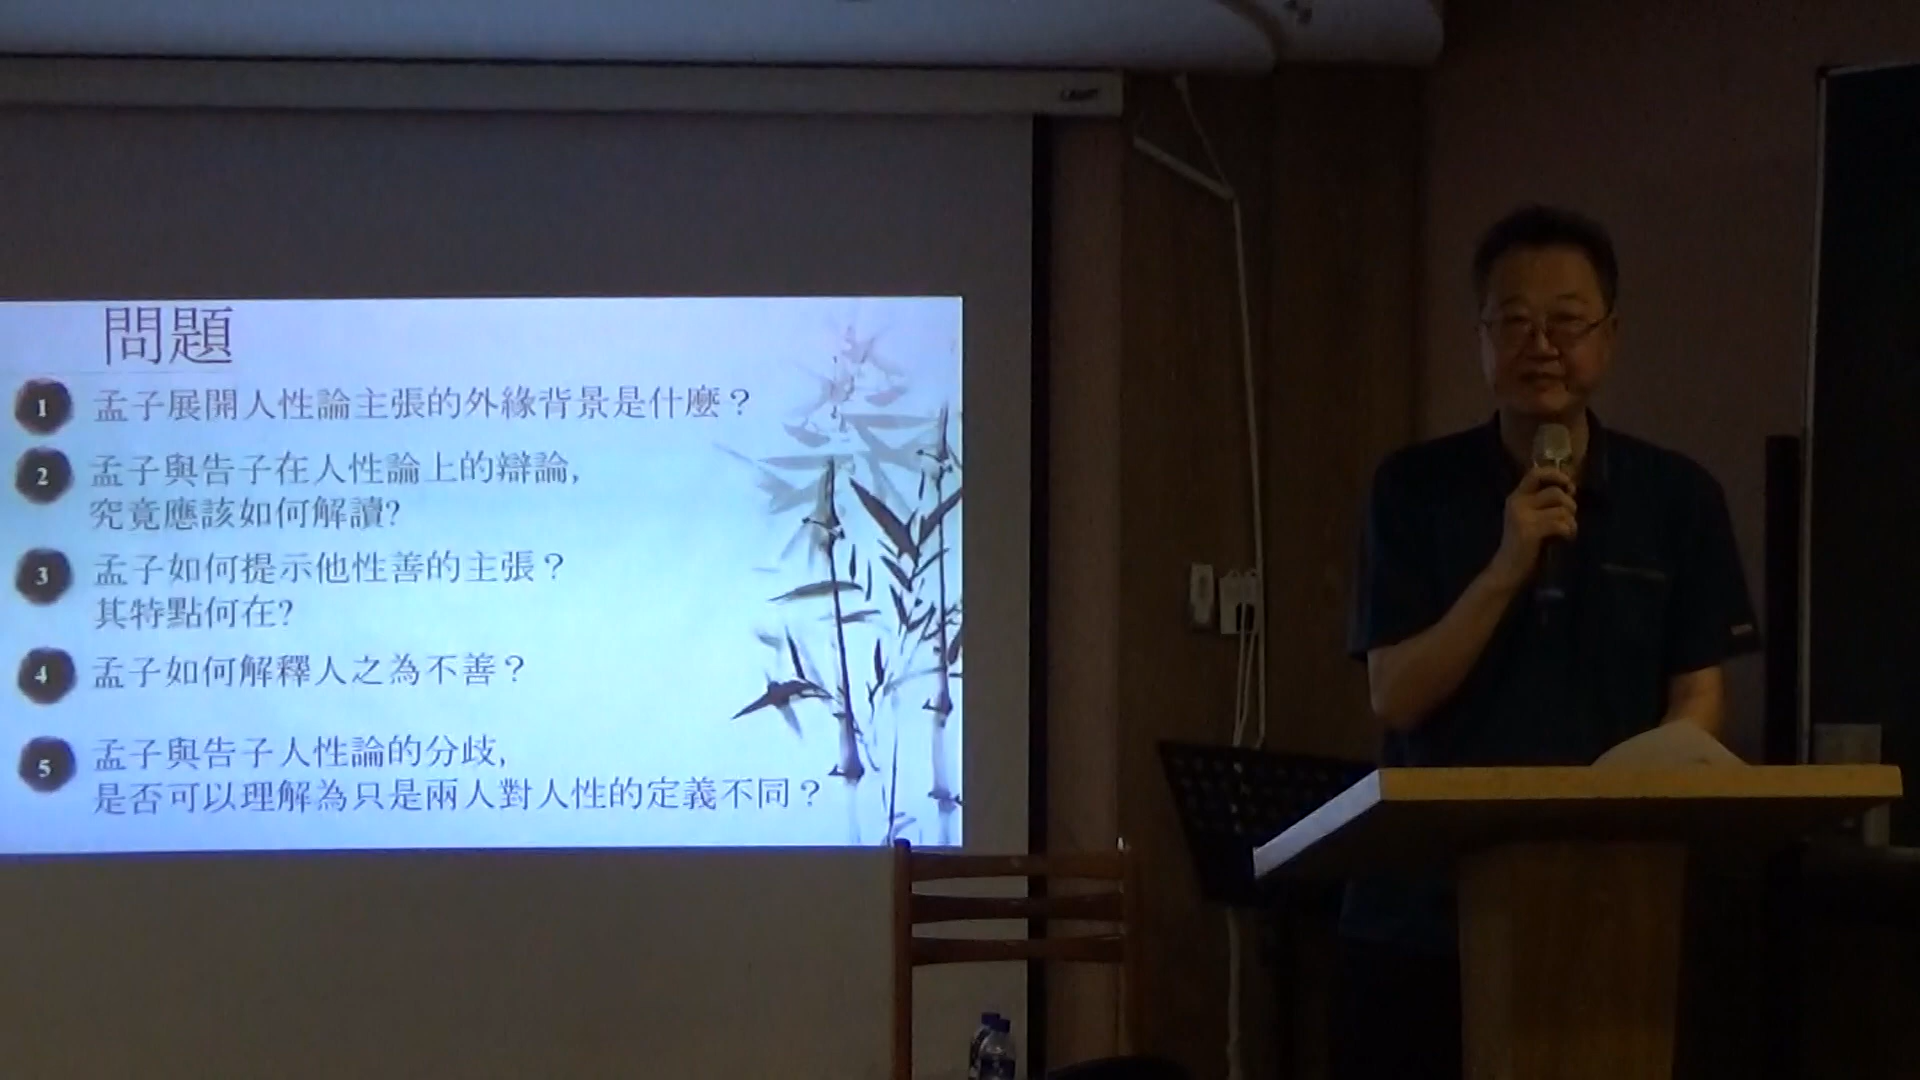 問題
1 孟子展開人性論主張的外緣背景是什麼？
2 孟子與告子在人性論上的辯論,
究竟應該如何解讀?
3 孟子如何提示他性善的主張？
其特點何在?
4 孟子如何解釋人之為不善？
5 孟子與告子人性論的分歧,
是否可以理解為只是兩人對人性的定義不同？